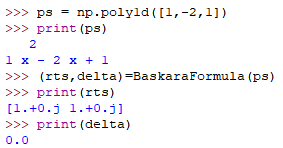 >>> ps = np.poly1d([1,-2,1])
>>> print(ps)
   2
1 x - 2 x + 1
>>> (rts,delta)=BaskaraFormula(ps)
>>> print(rts)
[1.+0.j 1.+0.j]
>>> print(delta)
0.0